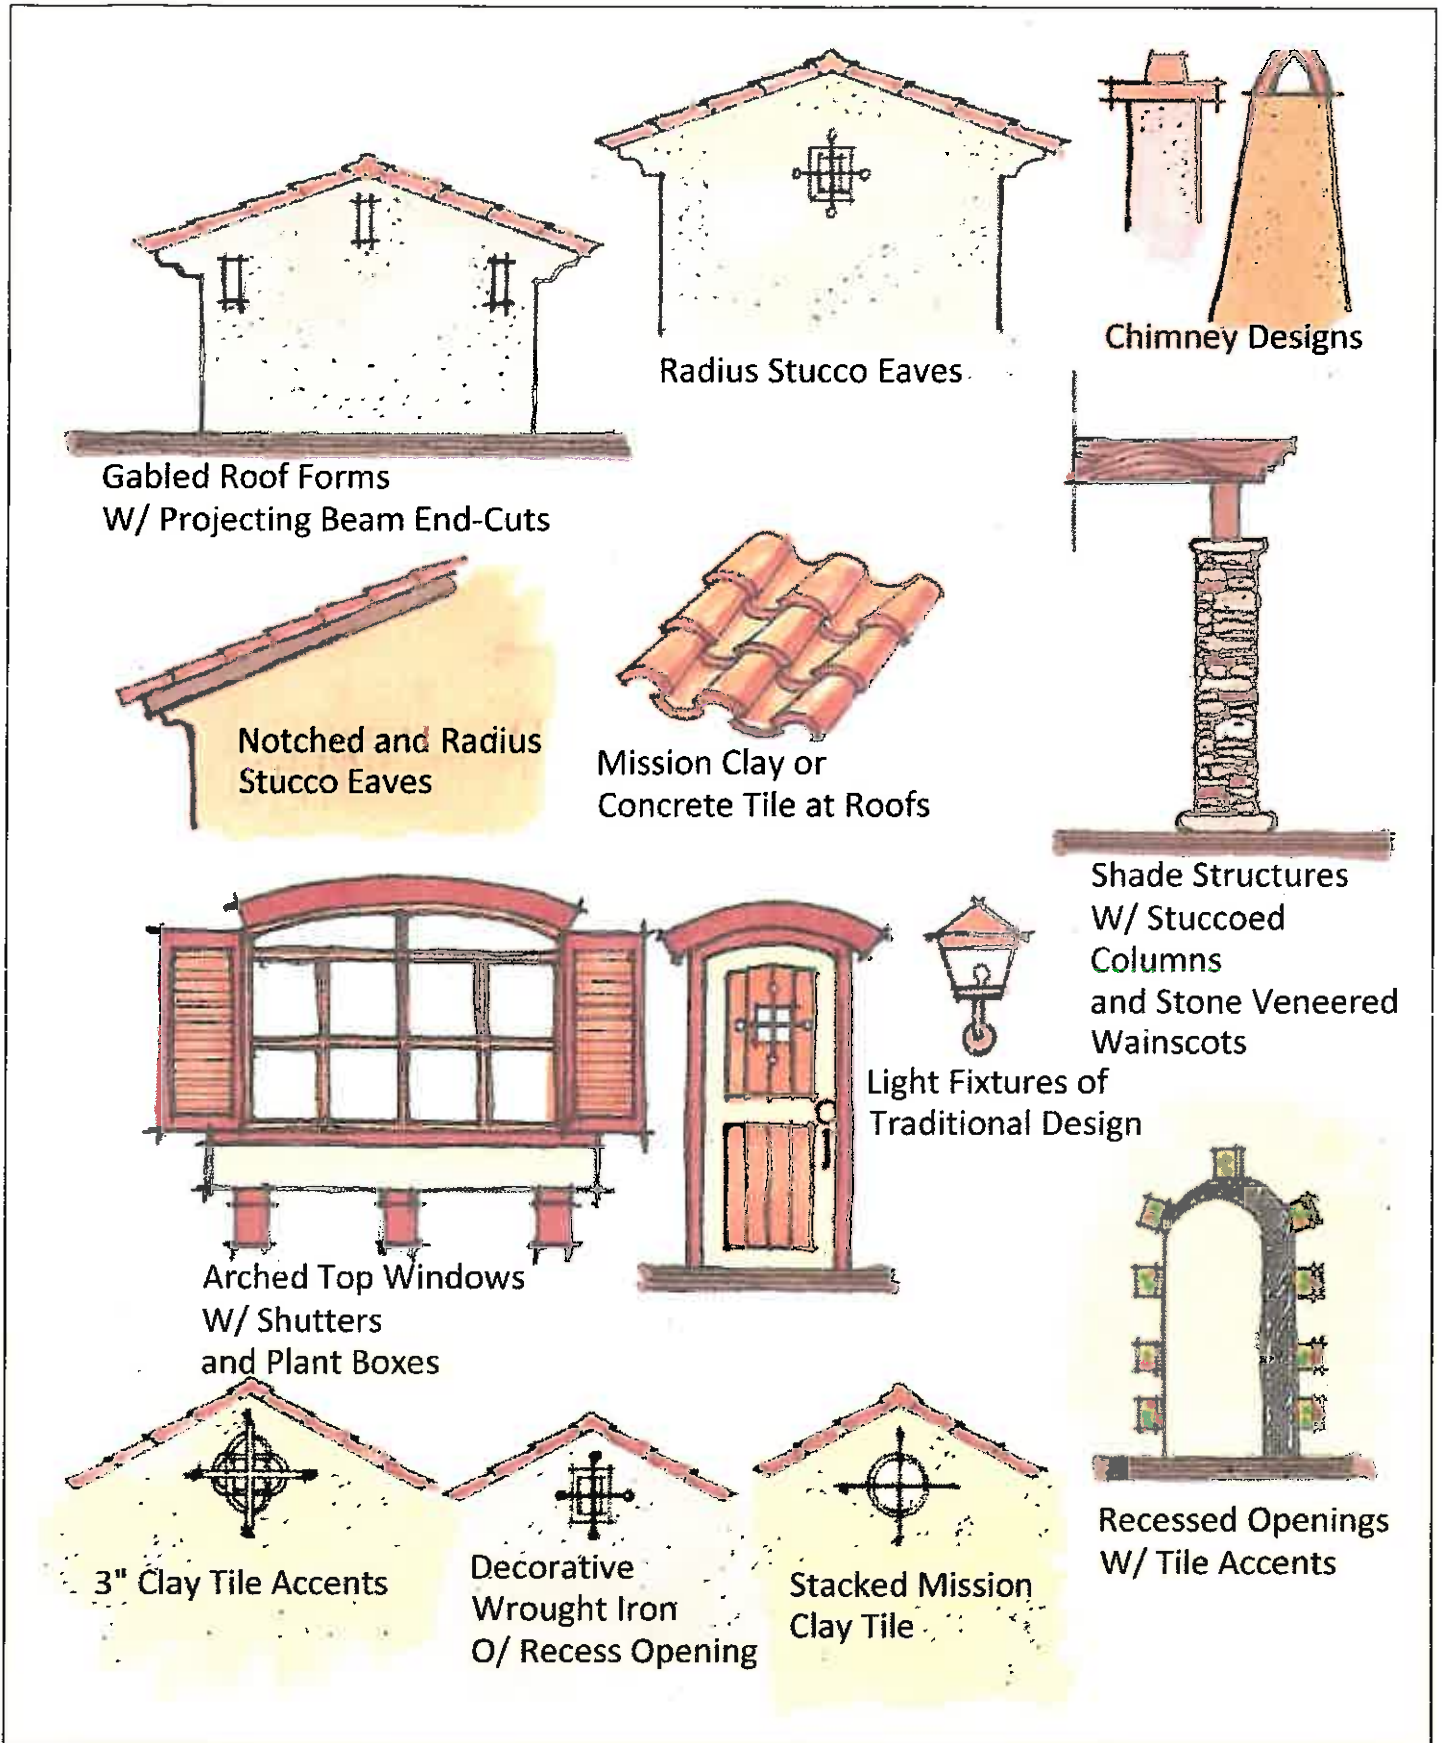 Radius Stucco Eaves
Chimney Designs
Gabled Roof Forms
W/ Projecting Beam End-Cuts
Notched and Radius
Stucco Eaves
Mission Clay or
Concrete Tile at Roofs
Shade Structures
W/ Stuccoed
Columns
and Stone Veneered
Wainscots
Light Fixtures of
Traditional Design
Arched Top Windows
W/ Shutters
and Plant Boxes
Recessed Openings
W/ Tile Accents
3" Clay Tile Accents
Decorative
Wrought Iron
O/ Recess Opening
Stacked Mission
Clay Tile